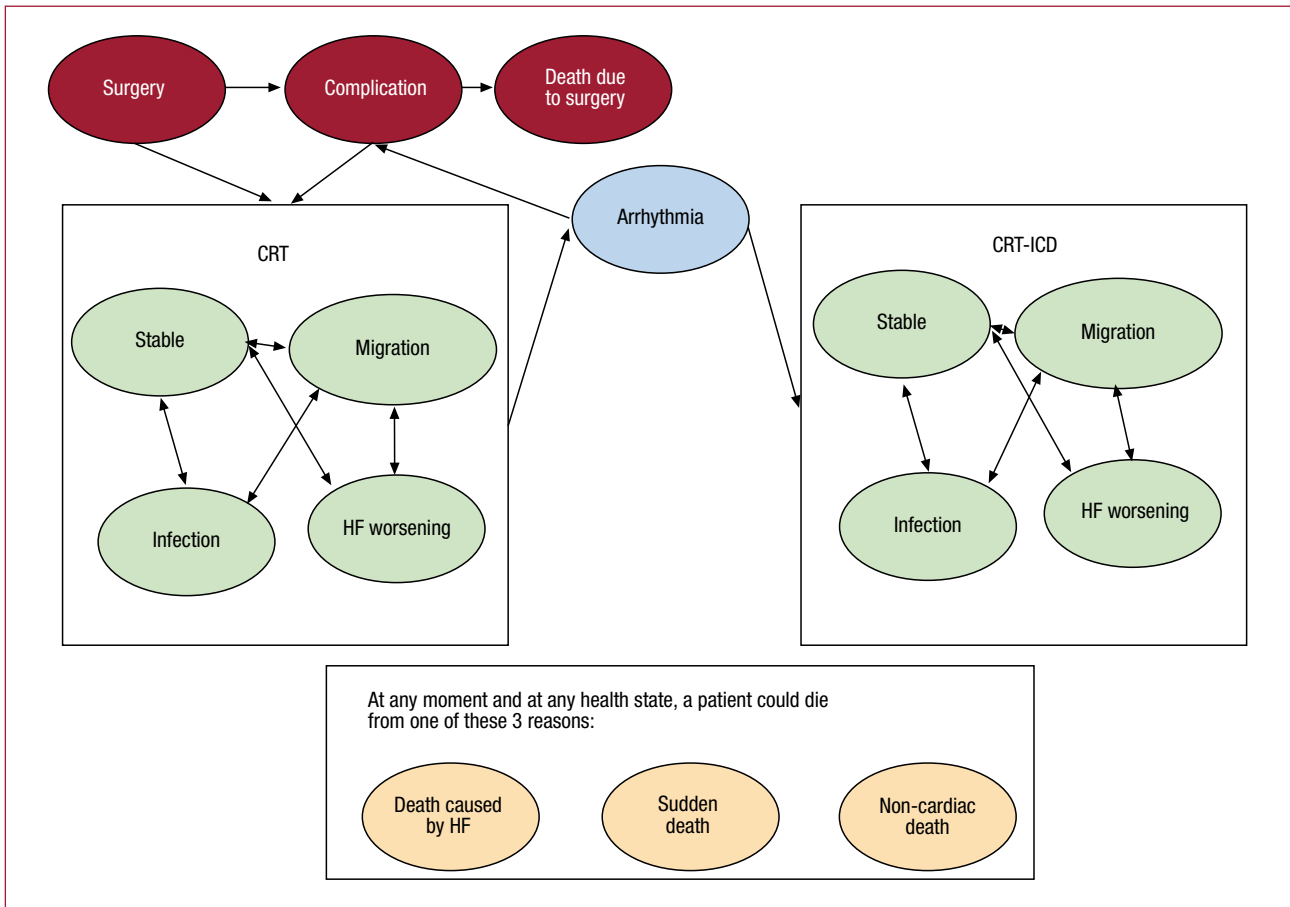 Surgery
Complication
Death due
to surgery
Arrhythmia
CRT
Stable
Migration
Infection
HF worsening
CRT-ICD
Stable
Migration
Infection
HF worsening
At any moment and at any health state, a patient could die
from one of these 3 reasons:
Death caused
by HF
Sudden
death
Non-cardiac
death